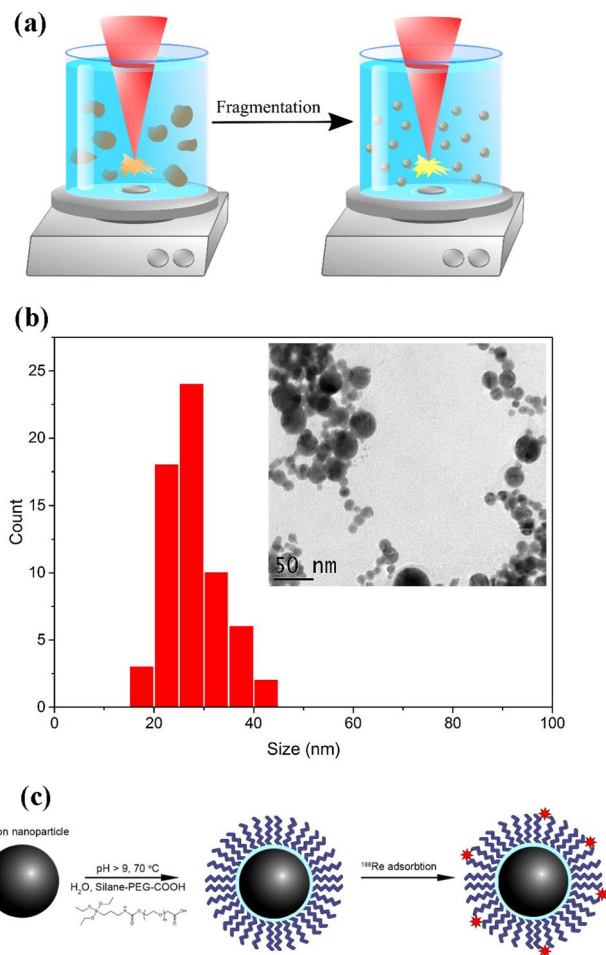 (a)
Fragmentation
(b)
25
20
15
10
5
0
Count
50 nm
0 20 40 60 80 100
Size (nm)
(c)
on nanoparticle
pH > 9, 70 °C
H₂O, Silane-PEG-COOH
¹⁸⁸Re adsorbtion